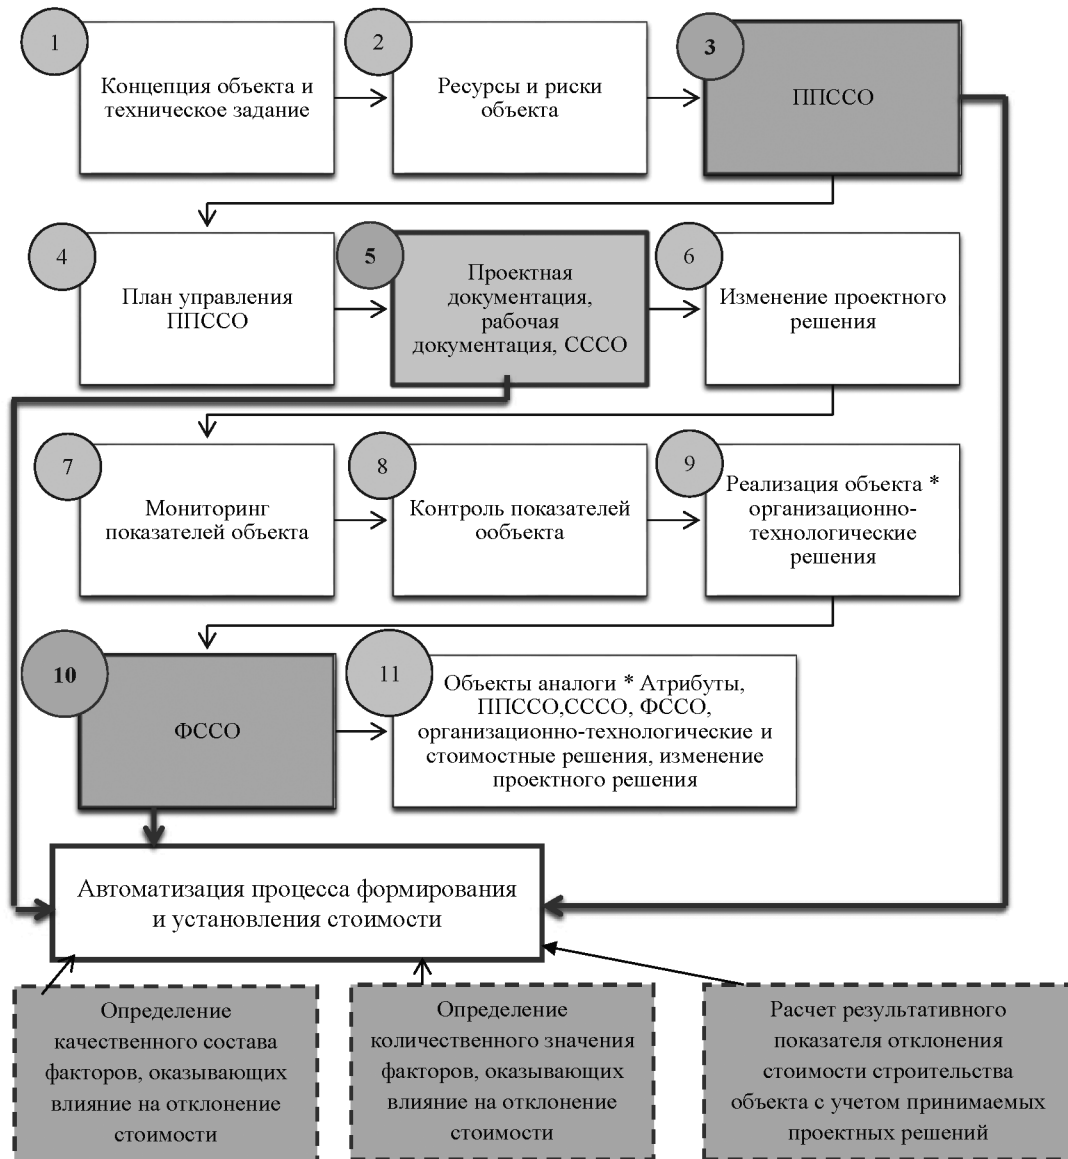 1
Концепция объекта и
техническое задание
2
Ресурсы и риски
объекта
3
ППССО
4
План управления
ППССО
5
Проектная
документация,
рабочая
документация, СССО
6
Изменение проектного
решения
7
Мониторинг
показателей объекта
8
Контроль показателей
ообъекта
9
Реализация объекта *
организационно-
технологические
решения
10
ФССО
11
Объекты аналоги * Атрибуты,
ППССО,СССО, ФССО,
организационно-технологические и
стоимостные решения, изменение
проектного решения
Автоматизация процесса формирования
и установления стоимости
Определение
качественного состава
факторов, оказывающих
влияние на отклонение
стоимости
Определение
количественного значения
факторов, оказывающих
влияние на отклонение
стоимости
Расчет результативного
показателя отклонения
стоимости строительства
объекта с учетом принимаемых
проектных решений